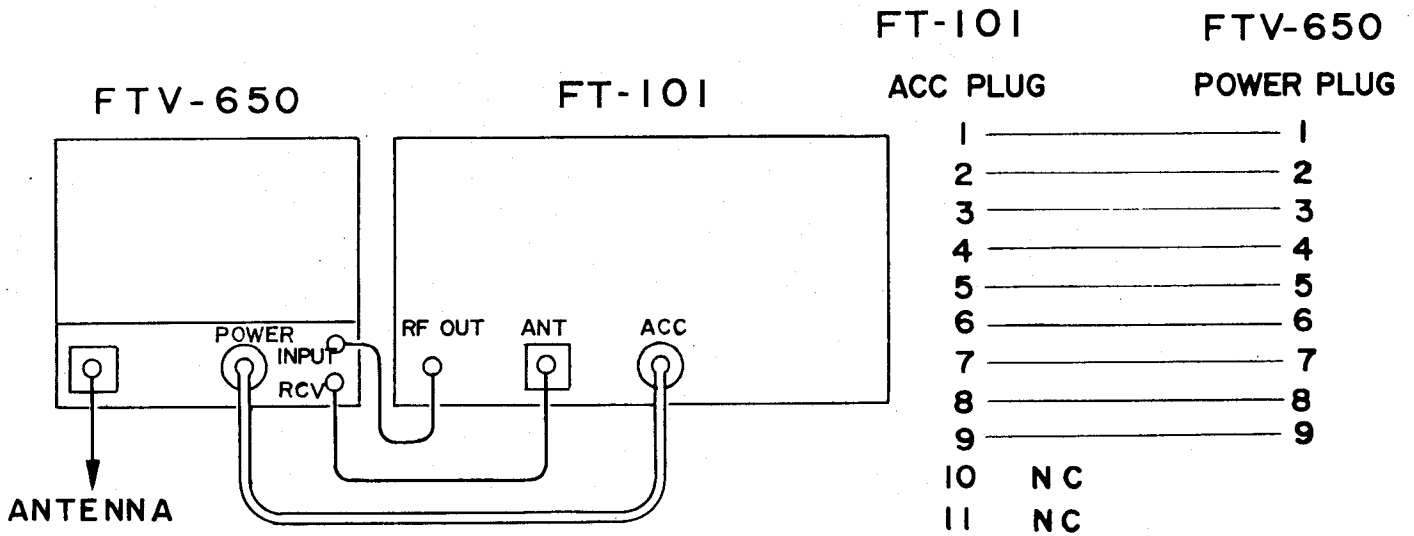 FTV-650
FT-101
POWER
INPUT
RCV
RF OUT
ANT
ACC
ANTENNA
FT-101 FTV-650
ACC PLUG POWER PLUG
1 1
2 2
3 3
4 4
5 5
6 6
7 7
8 8
9 9
10 NC
11 NC